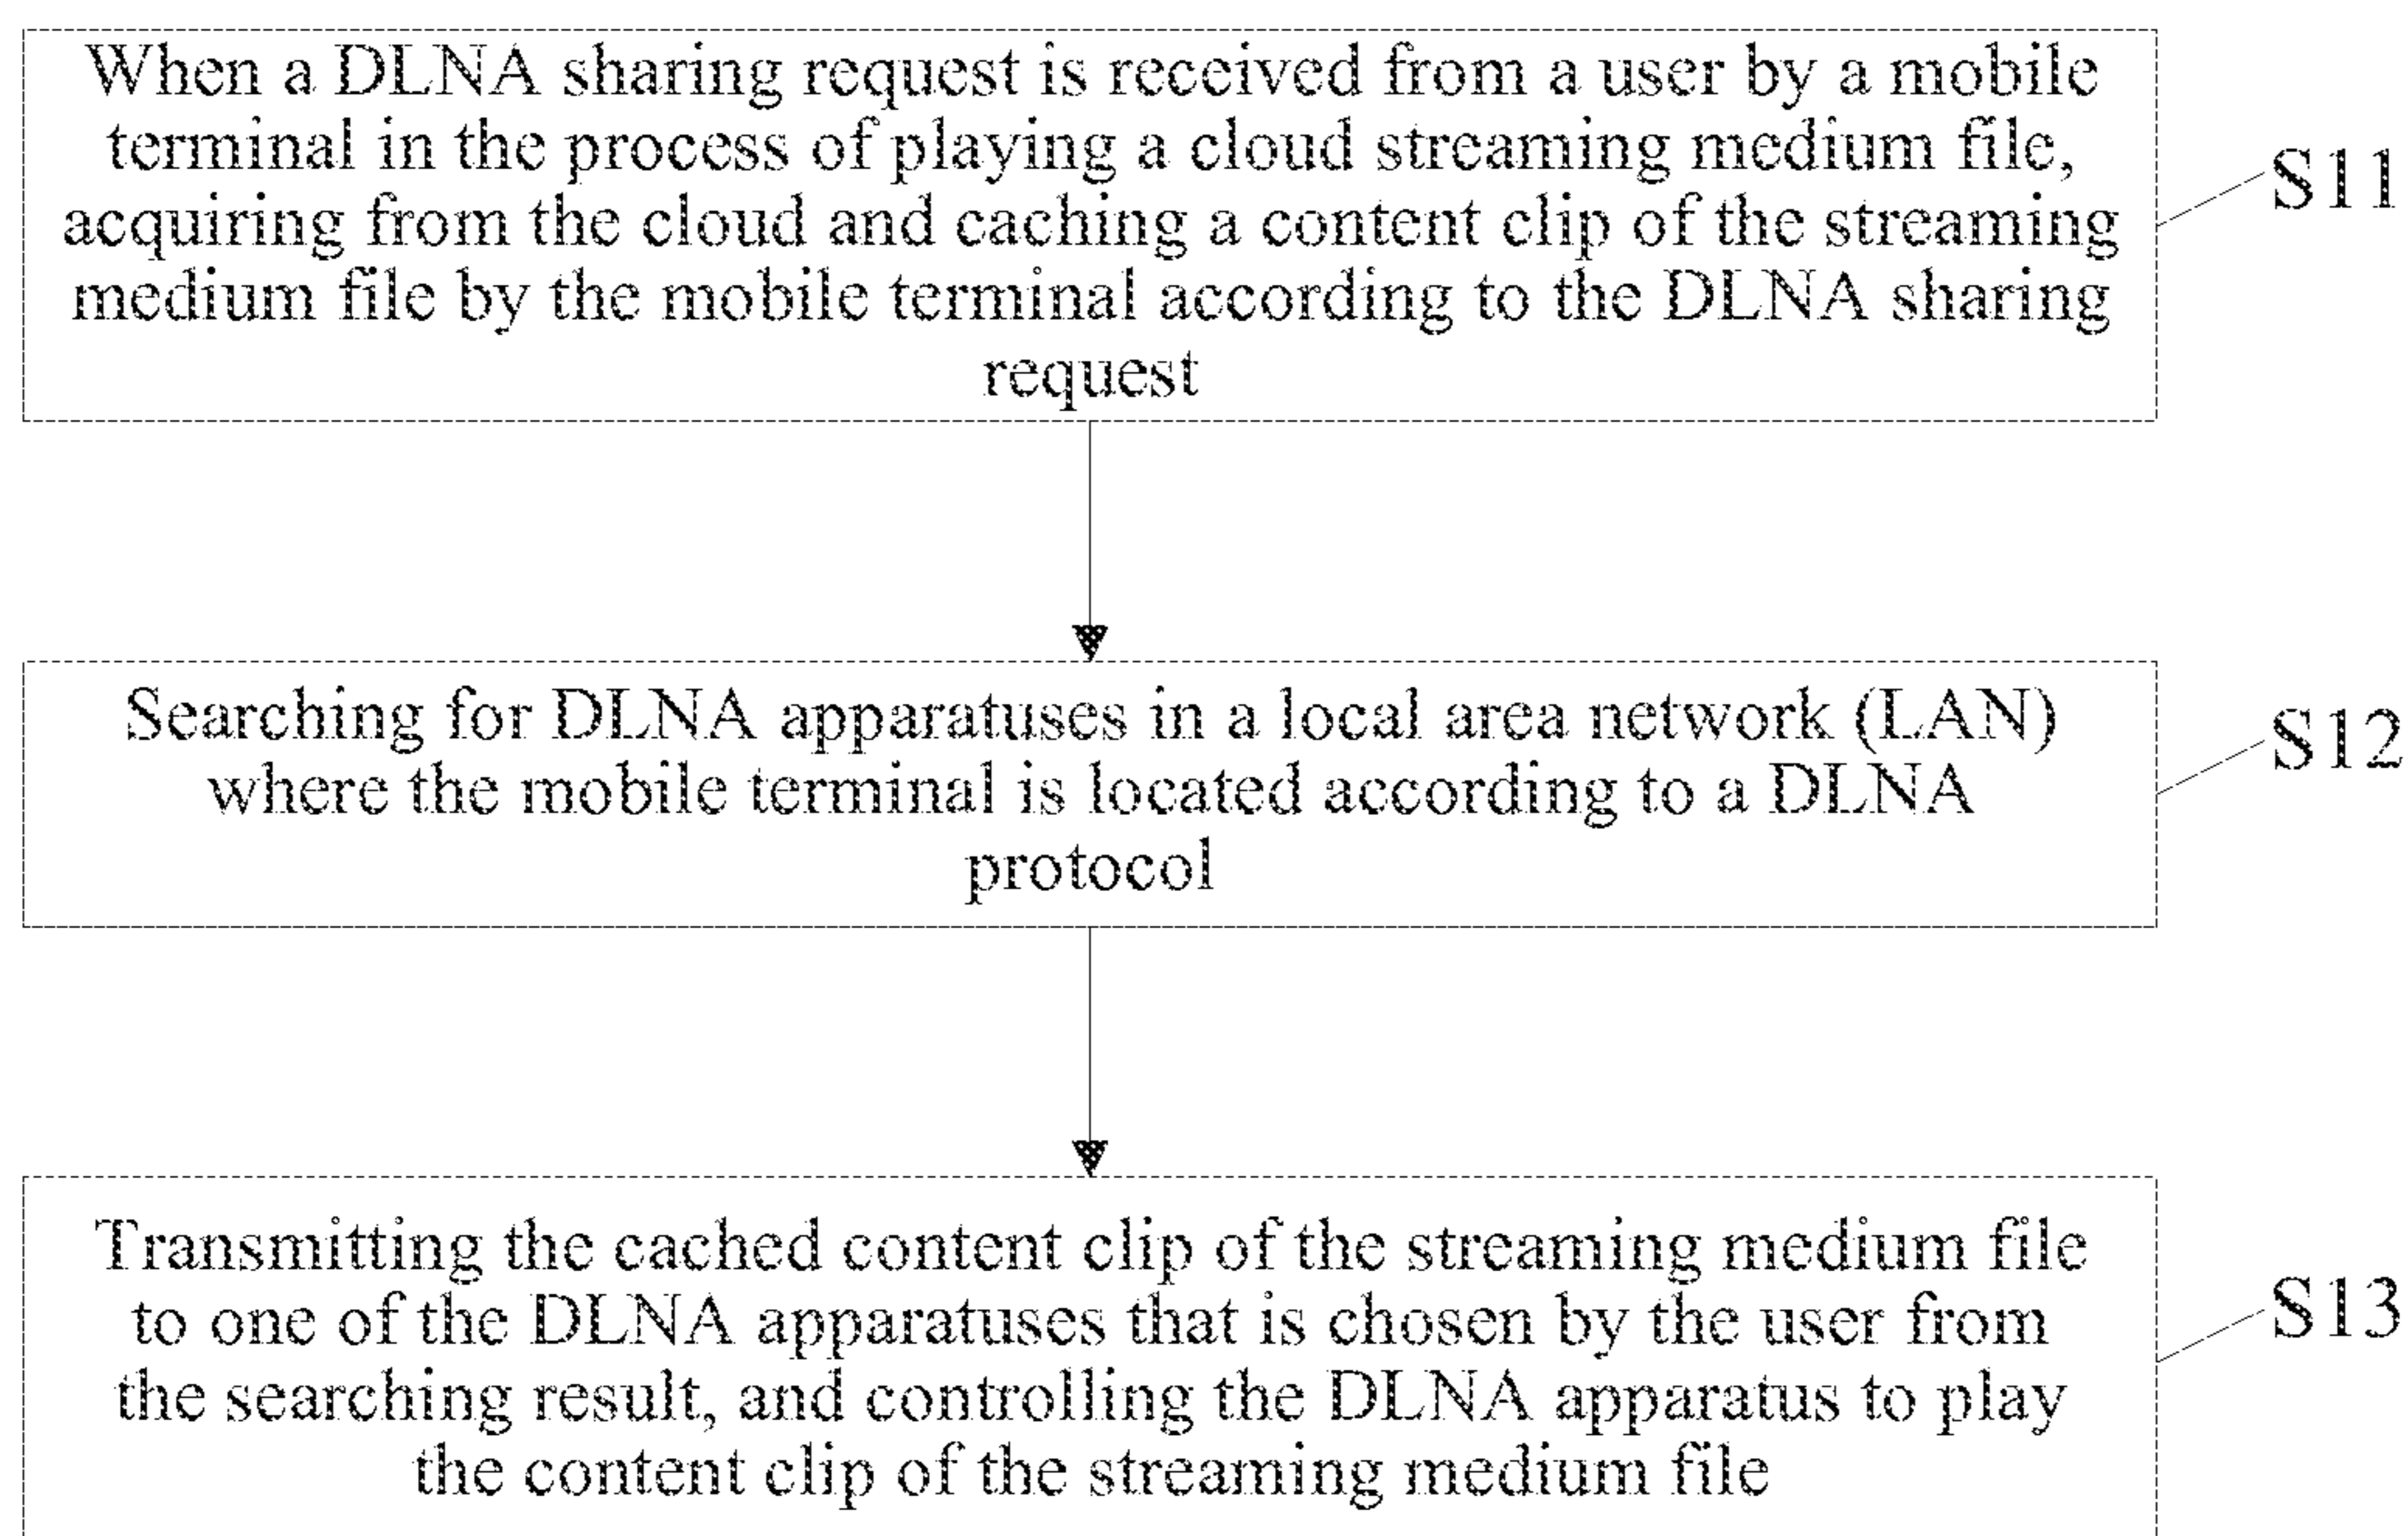 When a DLNA sharing request is received from a user by a mobile
terminal in the process of playing a cloud streaming medium file,
acquiring from the cloud and caching a content clip of the streaming
medium file by the mobile terminal according to the DLNA sharing
request
S11
Searching for DLNA apparatuses in a local area network (LAN)
where the mobile terminal is located according to a DLNA
protocol
S12
Transmitting the cached content clip of the streaming medium file
to one of the DLNA apparatuses that is chosen by the user from
the searching result, and controlling the DLNA apparatus to play
the content clip of the streaming medium file
S13